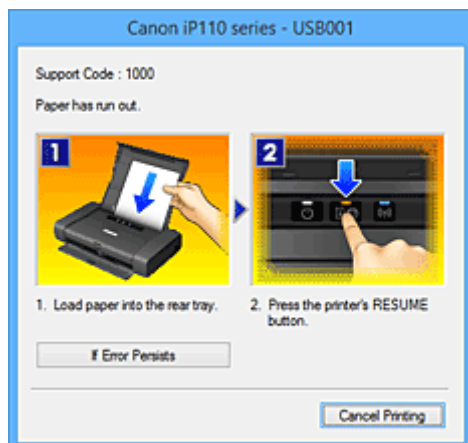 Canon iP110 series - USB001
Support Code : 1000
Paper has run out.
1
2
1. Load paper into the rear tray.
2. Press the printer's RESUME
button.
If Error Persists
Cancel Printing